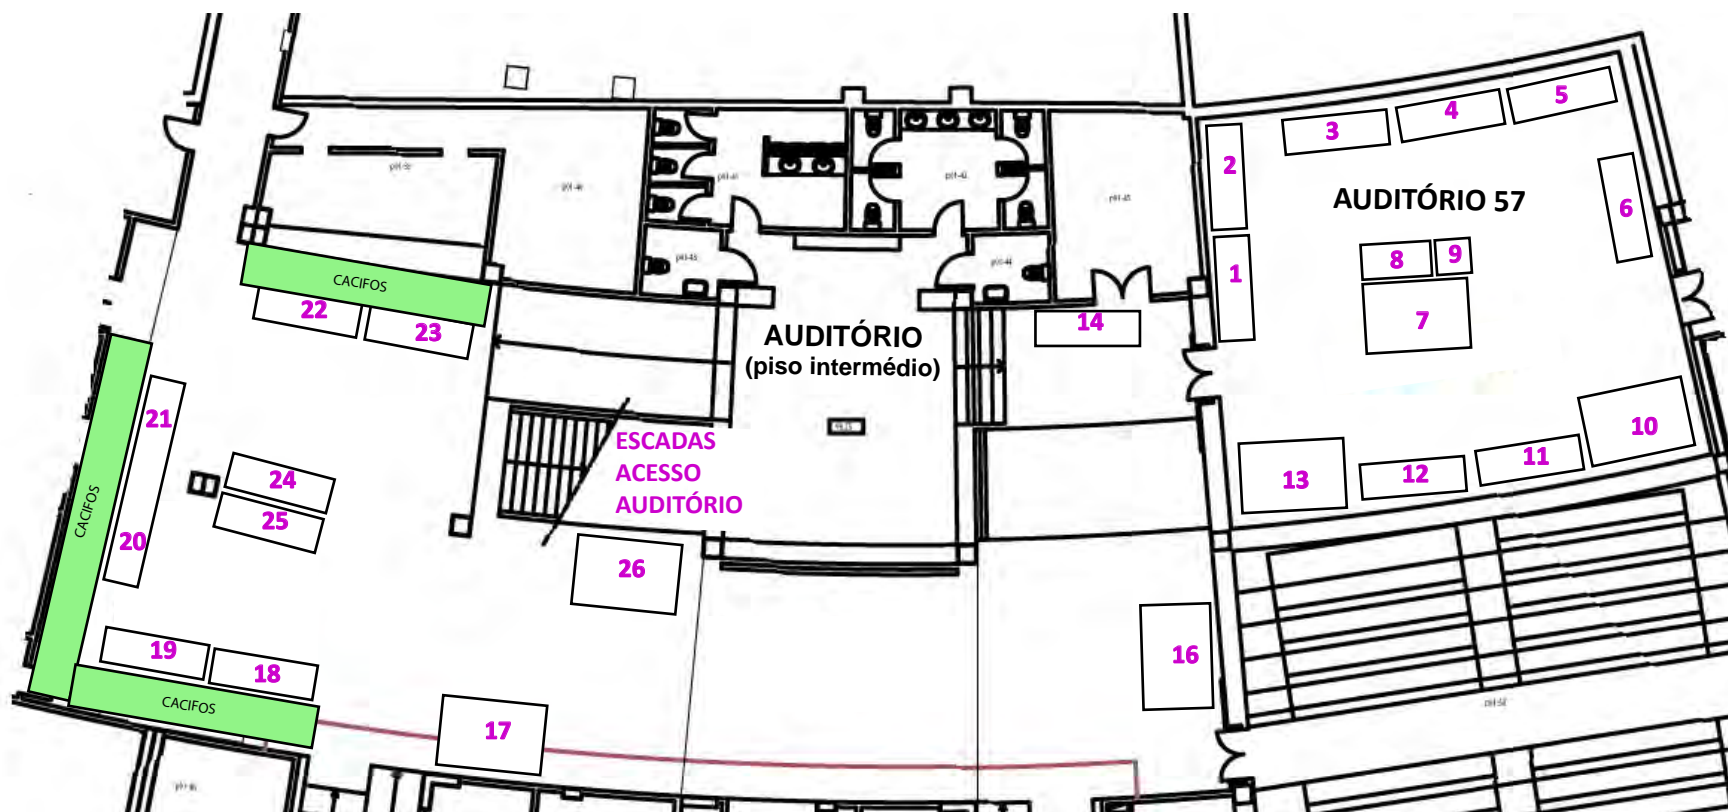 5
4
3
2
AUDITÓRIO 57
6
1
8
9
7
CACIFOS
22
23
14
AUDITÓRIO
(piso intermédio)
21
CACIFOS
20
24
25
ESCADAS
ACESSO
AUDITÓRIO
10
11
12
13
26
16
19
18
CACIFOS
17